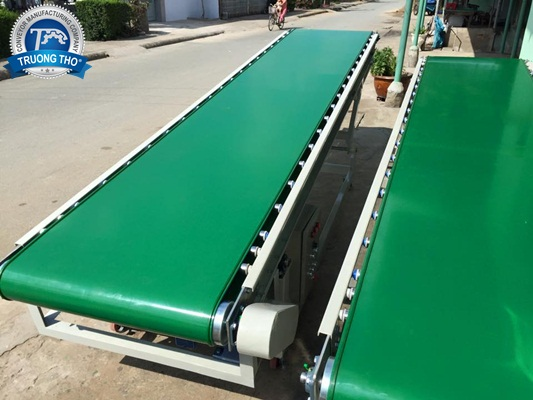 CONVEYOR MANUFACTURING COMPANY
TRUONG THO